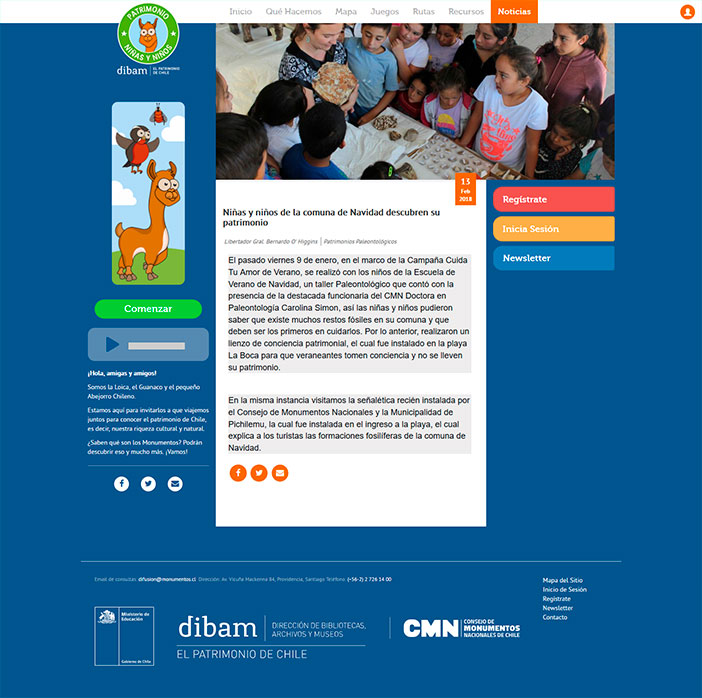 Inicio Qué Hacemos Mapa Juegos Rutas Recursos Noticias
PATRIMONIO
NIÑAS Y NIÑOS
dibam | EL PATRIMONIO
DE CHILE
Comenzar
¡Hola, amigas y amigos!
Somos la Loica, el Guanaco y el pequeño
Abejorro Chileno.
Estamos aquí para invitarlos a que viajemos
juntos para conocer el patrimonio de Chile,
es decir, nuestra riqueza cultural y natural.
¿Saben qué son los Monumentos? Podrán
descubrir eso y mucho más. ¡Vamos!
13
Feb
2018
Niñas y niños de la comuna de Navidad descubren su
patrimonio
Libertador Gral. Bernardo O' Higgins | Patrimonios Paleontológicos
El pasado viernes 9 de enero, en el marco de la Campaña Cuida
Tu Amor de Verano, se realizó con los niños de la Escuela de
Verano de Navidad, un taller Paleontológico que contó con la
presencia de la destacada funcionaria del CMN Doctora en
Paleontología Carolina Simon, así las niñas y niños pudieron
saber que existe muchos restos fósiles en su comuna y que
deben ser los primeros en cuidarlos. Por lo anterior, realizaron un
lienzo de conciencia patrimonial, el cual fue instalado en la playa
La Boca para que veraneantes tomen conciencia y no se lleven
su patrimonio.
En la misma instancia visitamos la señalética recién instalada por
el Consejo de Monumentos Nacionales y la Municipalidad de
Pichilemu, la cual fue instalada en el ingreso a la playa, el cual
explica a los turistas las formaciones fosilíferas de la comuna de
Navidad.
Regístrate
Inicia Sesión
Newsletter
Email de consultas: difusion@monumentos.cl Dirección: Av. Vicuña Mackenna 84, Providencia, Santiago Teléfono: (+56-2) 2 726 14 00
Mapa del Sitio
Inicio de Sesión
Regístrate
Newsletter
Contacto
Ministerio de
Educación
Gobierno de Chile
dibam | DIRECCIÓN DE BIBLIOTECAS,
ARCHIVOS Y MUSEOS
EL PATRIMONIO DE CHILE
CMN | CONSEJO DE
MONUMENTOS
NACIONALES DE CHILE